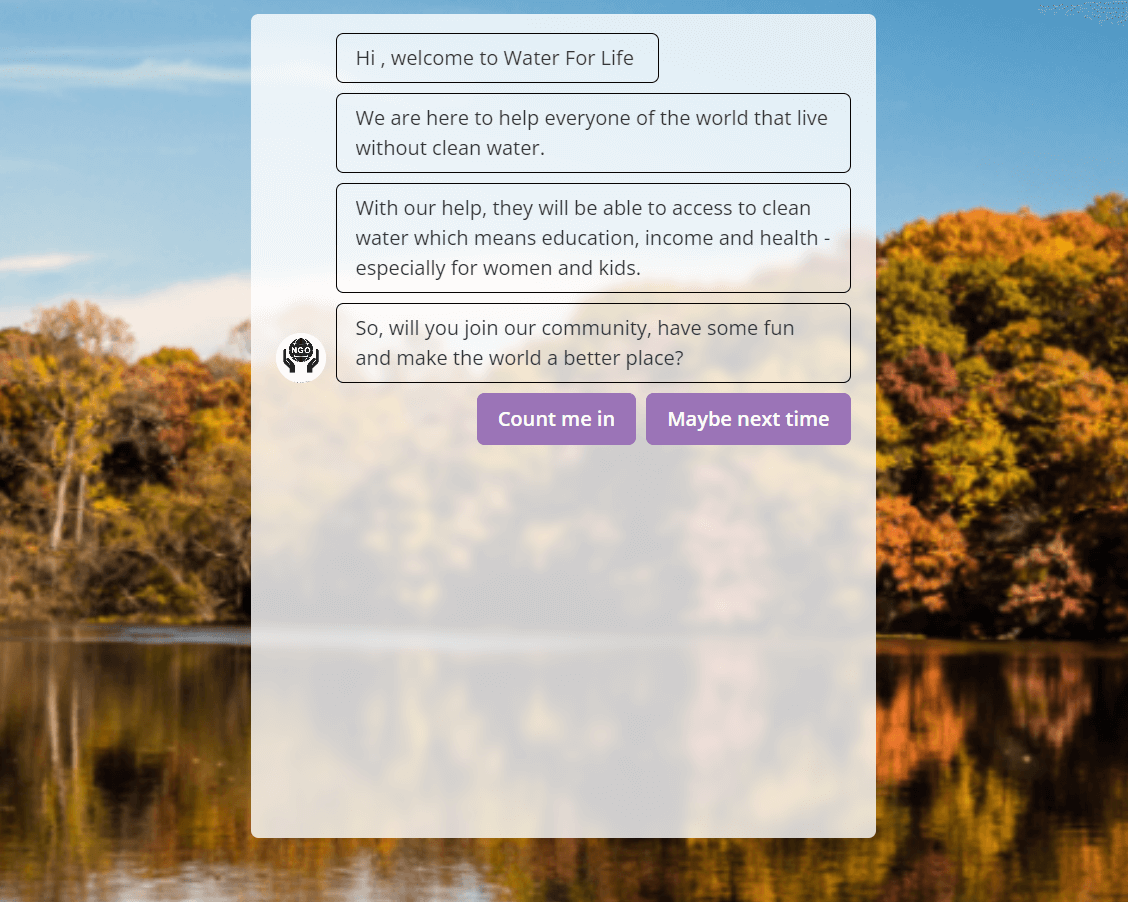 Hi , welcome to Water For Life
We are here to help everyone of the world that live
without clean water.
With our help, they will be able to access to clean
water which means education, income and health -
especially for women and kids.
So, will you join our community, have some fun
and make the world a better place?
NGO
Count me in
Maybe next time